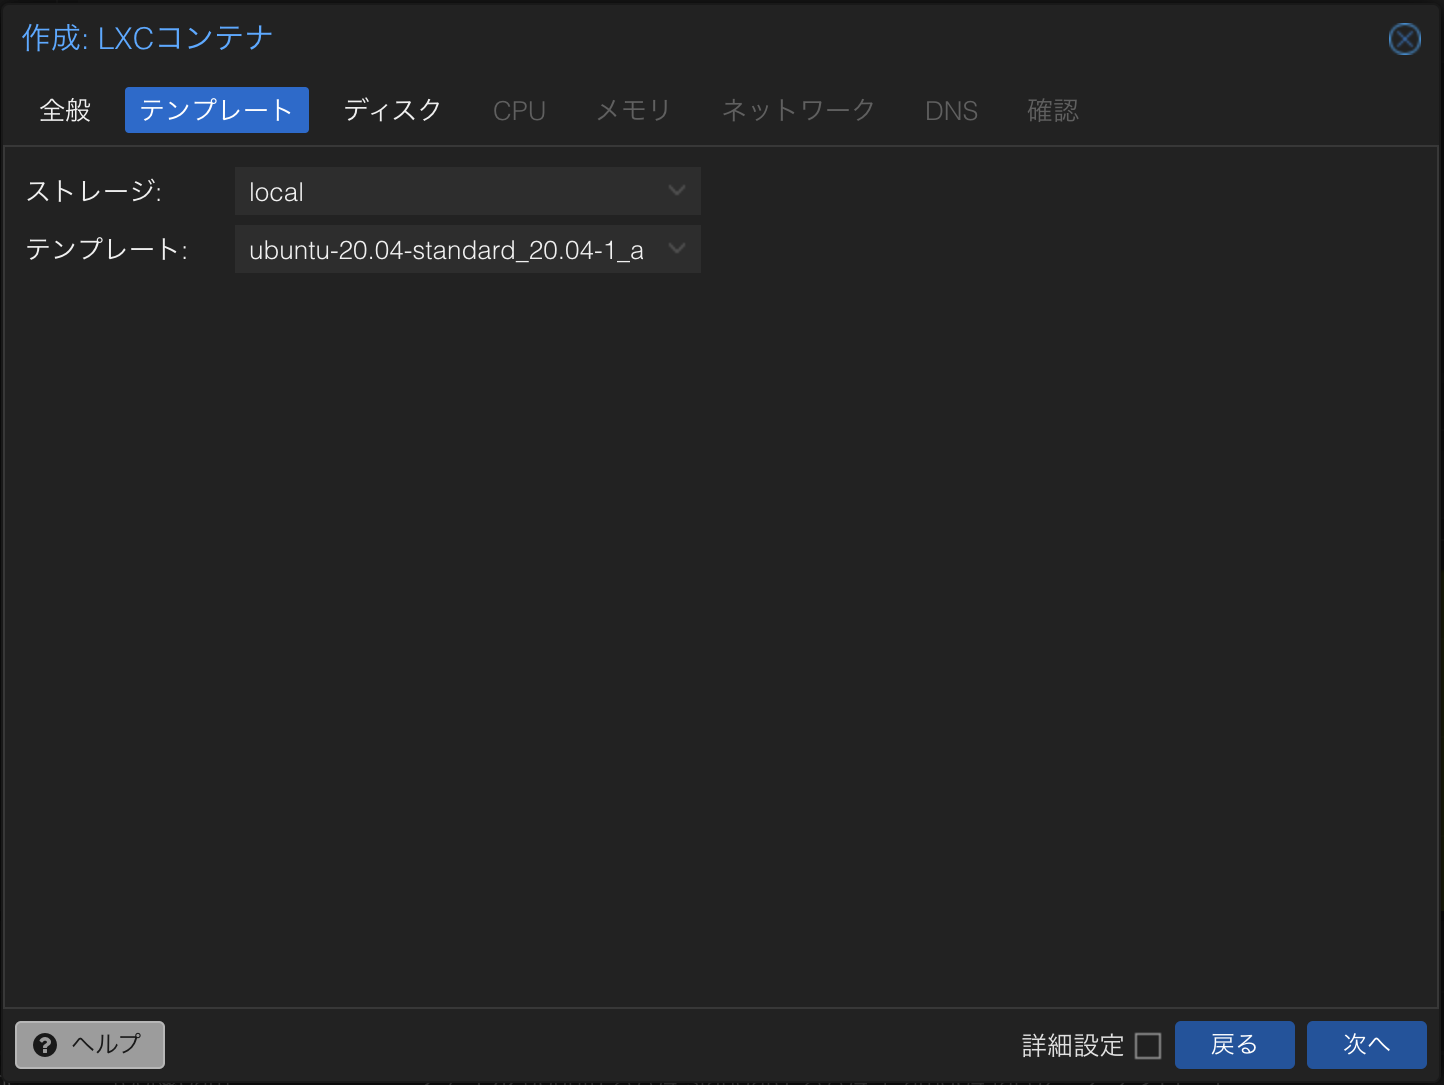 作成: LXCコンテナ
全般 テンプレート ディスク CPU メモリ ネットワーク DNS 確認
ストレージ: local
テンプレート: ubuntu-20.04-standard_20.04-1_a
ヘルプ 詳細設定 戻る 次へ